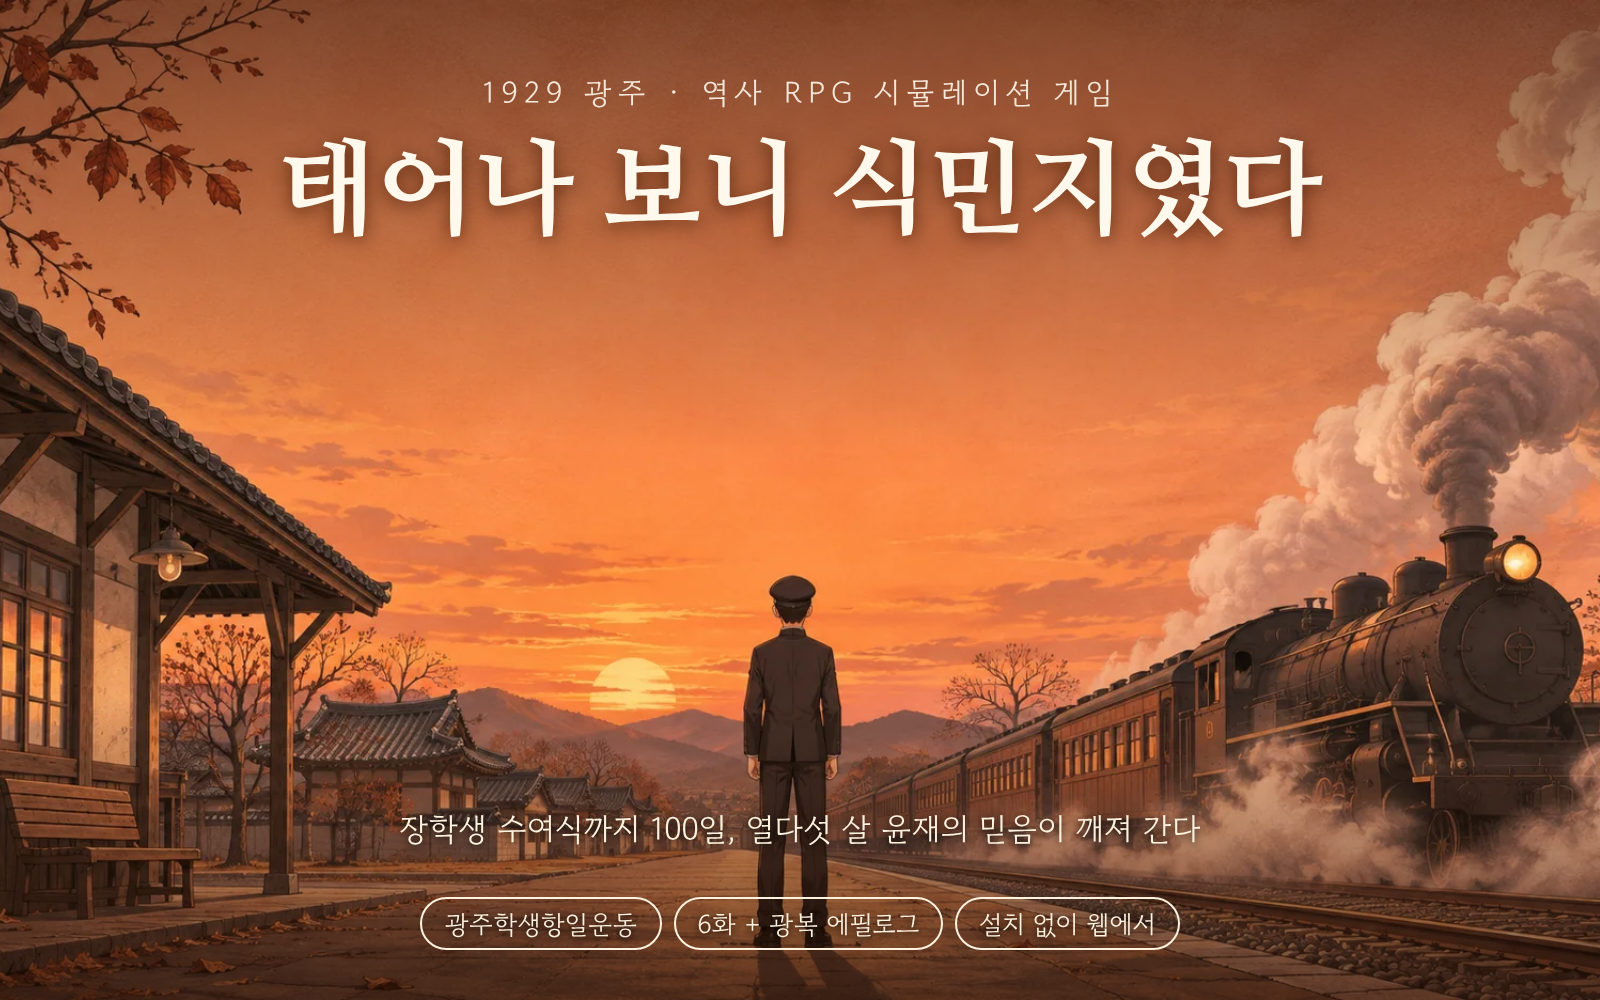 1929 광주 · 역사 RPG 시뮬레이션 게임
태어나 보니 식민지였다
장학생 수여식까지 100일, 열다섯 살 윤재의 믿음이 깨져 간다
광주학생항일운동
6화 + 광복 에필로그
설치 없이 웹에서